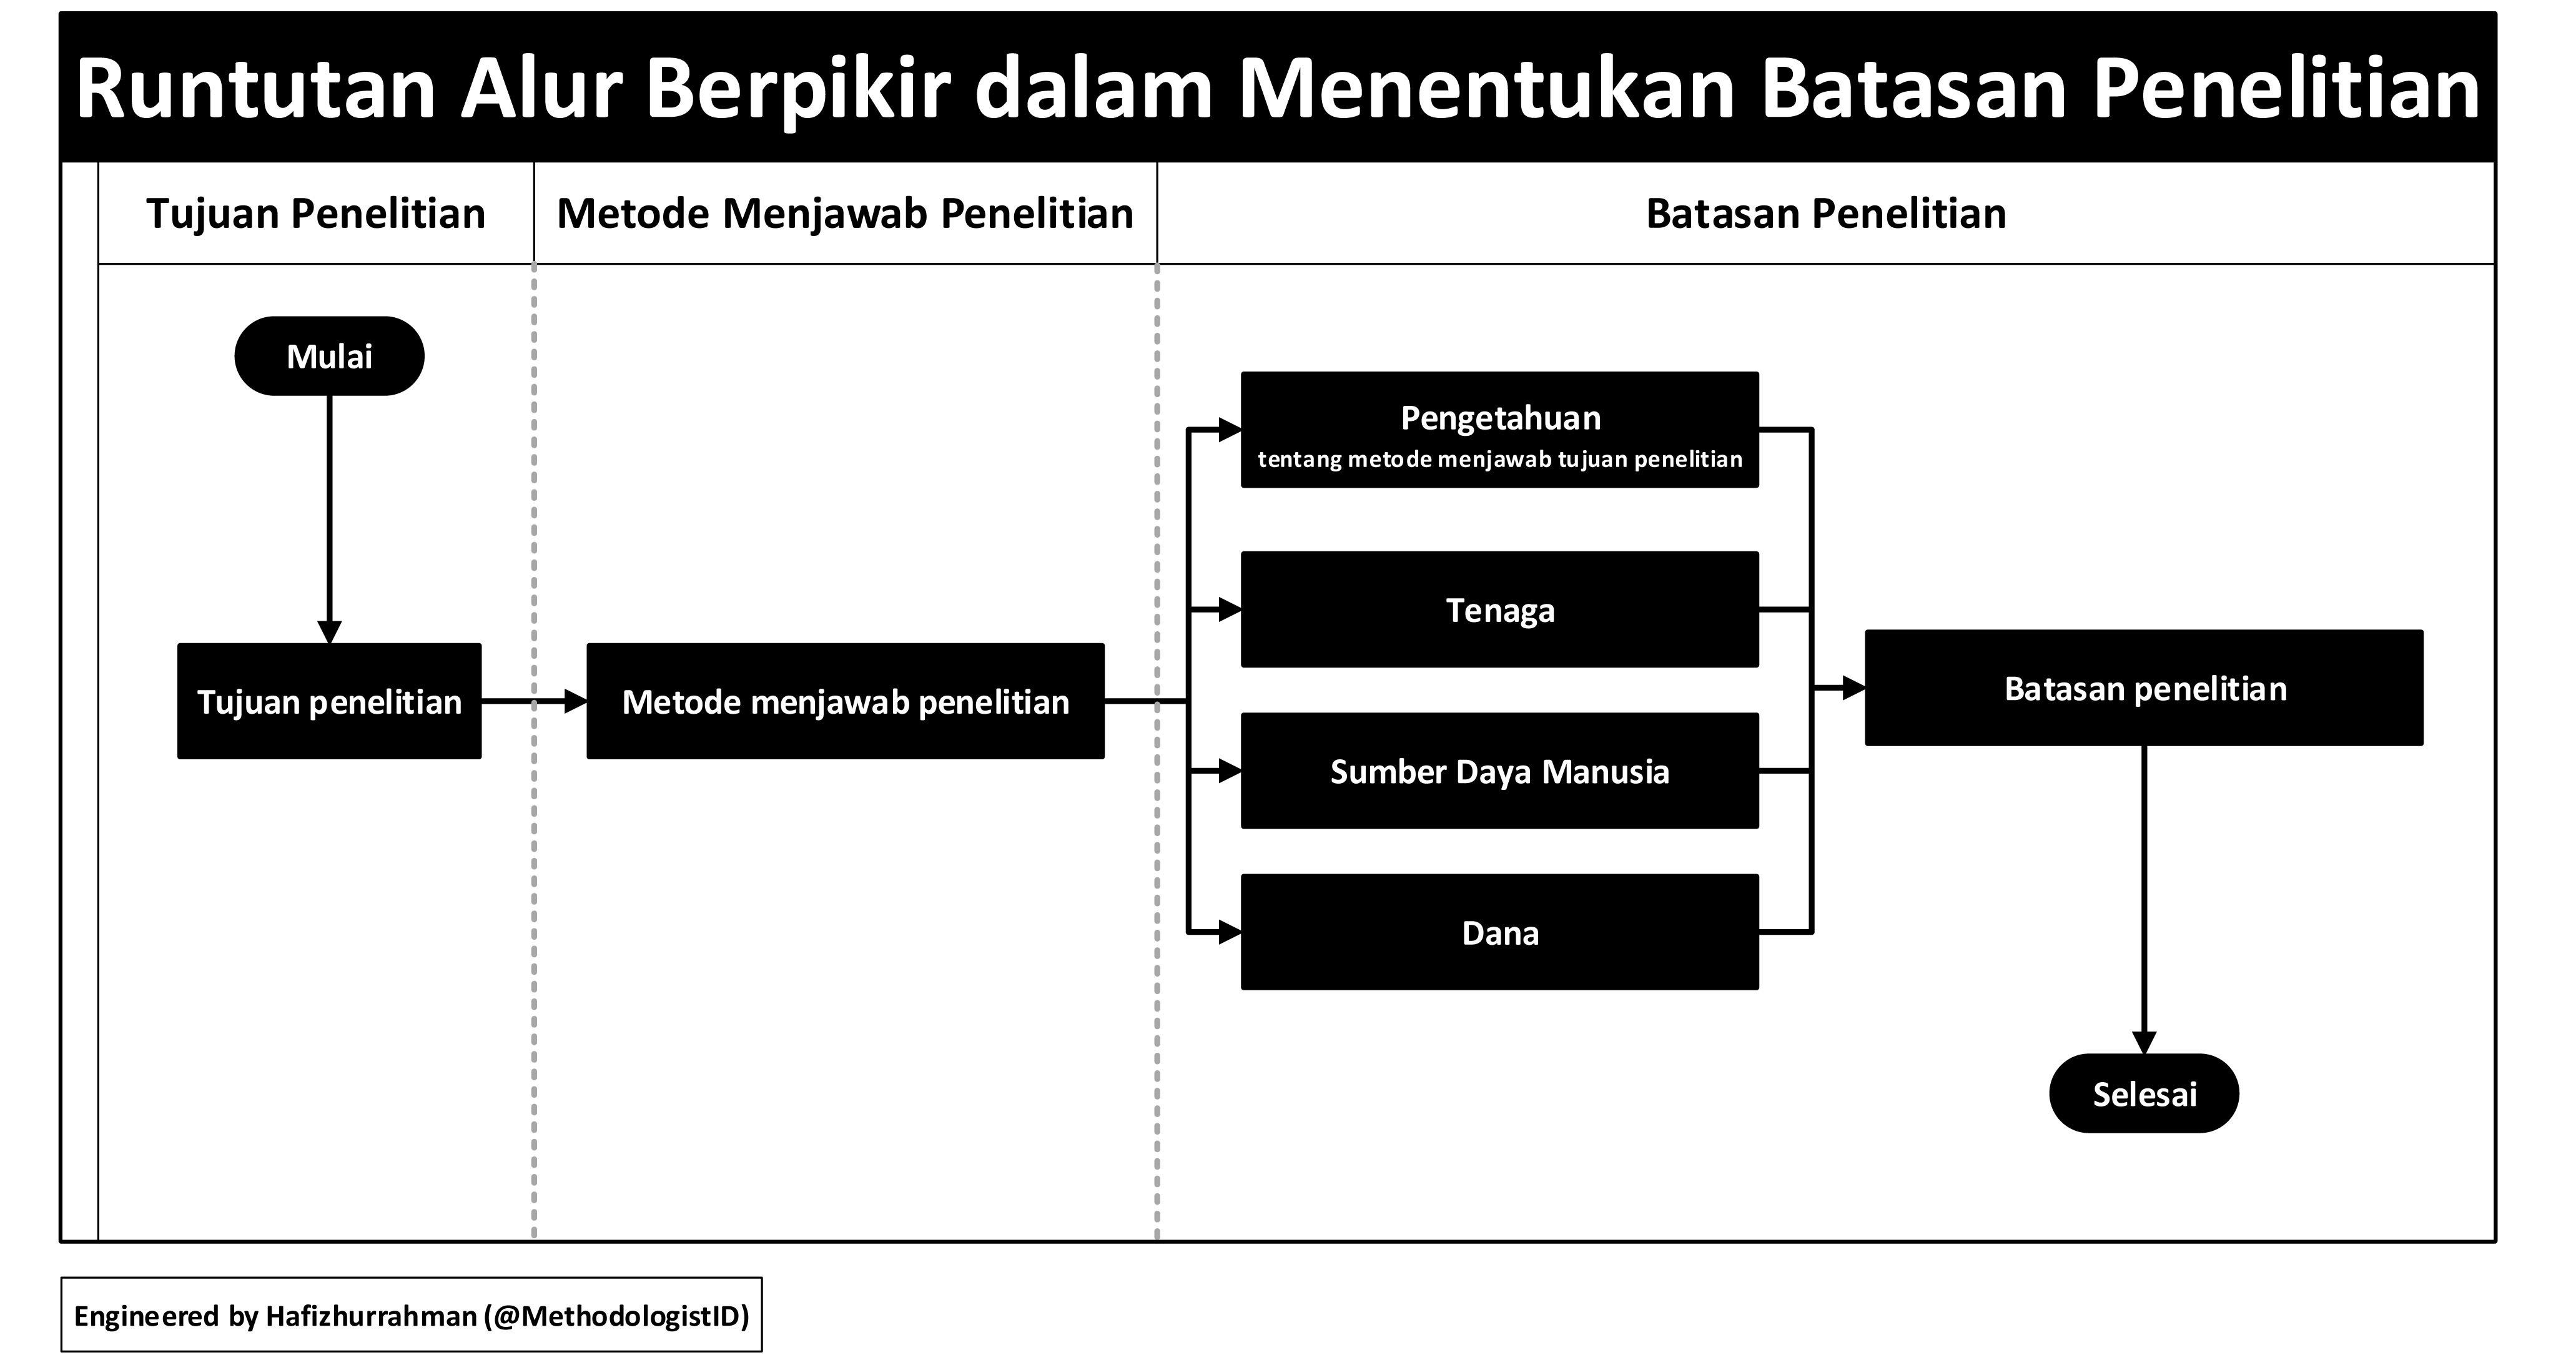 Runtutan Alur Berpikir dalam Menentukan Batasan Penelitian
Tujuan Penelitian
Metode Menjawab Penelitian
Batasan Penelitian
Mulai
Tujuan penelitian
Metode menjawab penelitian
Pengetahuan
tentang metode menjawab tujuan penelitian
Tenaga
Sumber Daya Manusia
Dana
Batasan penelitian
Selesai
Engineered by Hafizhurrahman (@MethodologistID)